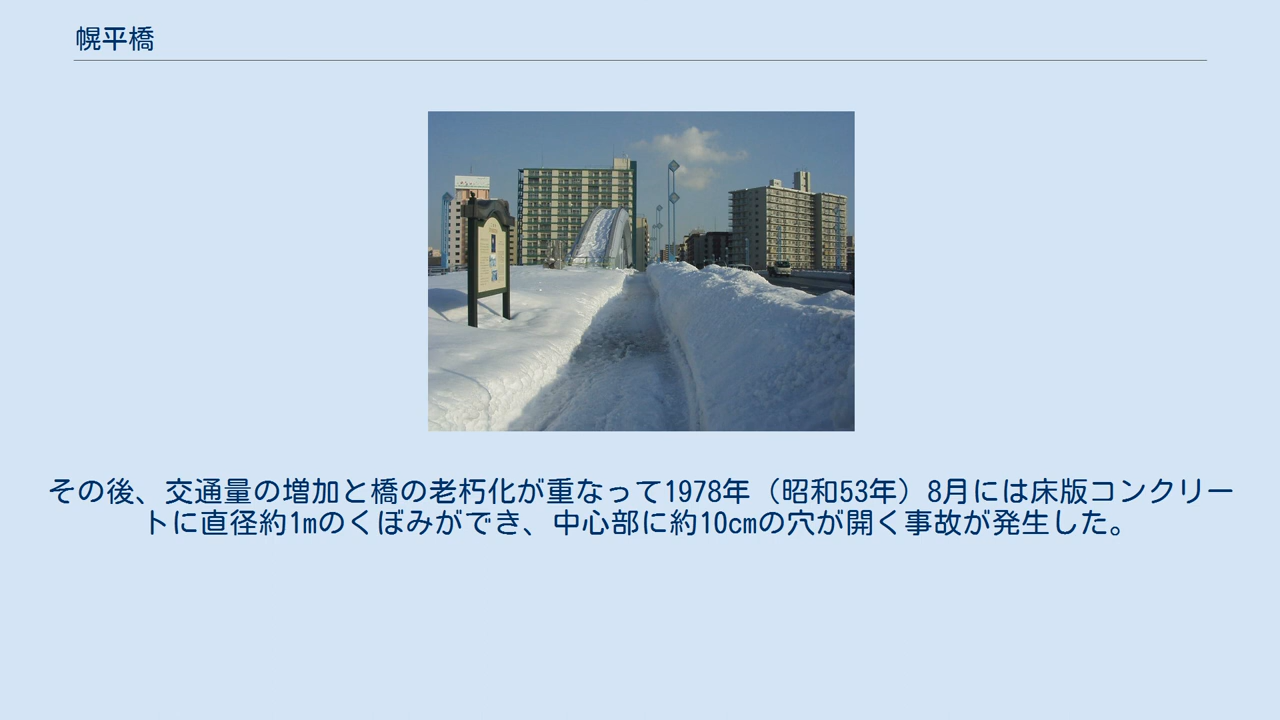 幌平橋
その後、交通量の増加と橋の老朽化が重なって1978年（昭和53年）8月には床版コンクリー
トに直径約1mのくぼみができ、中心部に約10cmの穴が開く事故が発生した。